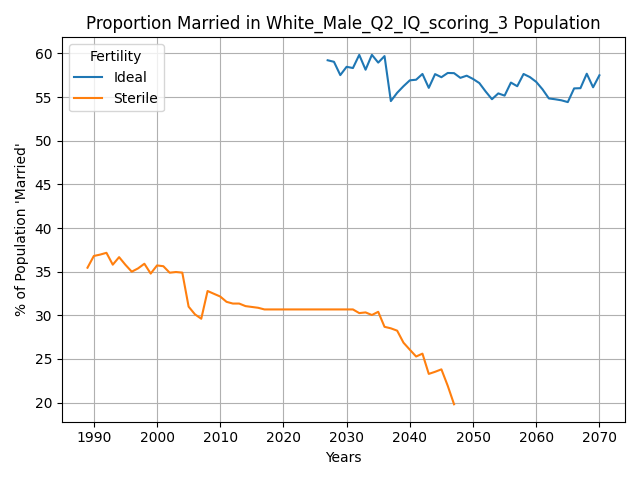 Proportion Married in White_Male_Q2_IQ_scoring_3 Population
% of Population 'Married'
60
55
50
45
40
35
30
25
20
Fertility
Ideal
Sterile
1990 2000 2010 2020 2030 2040 2050 2060 2070
Years